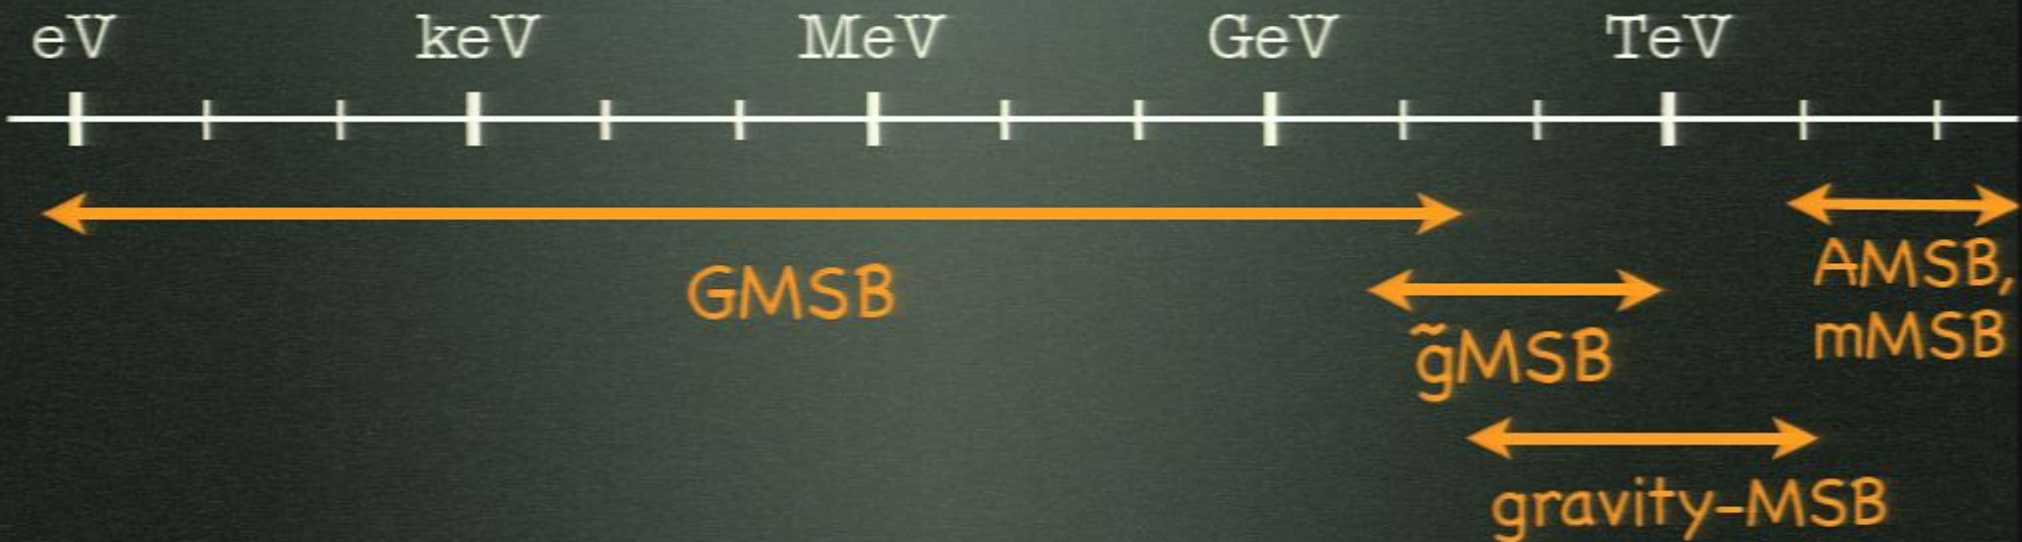 eV keV MeV GeV TeV
GMSB
AMSB,
mMSB
g̃MSB
gravity-MSB